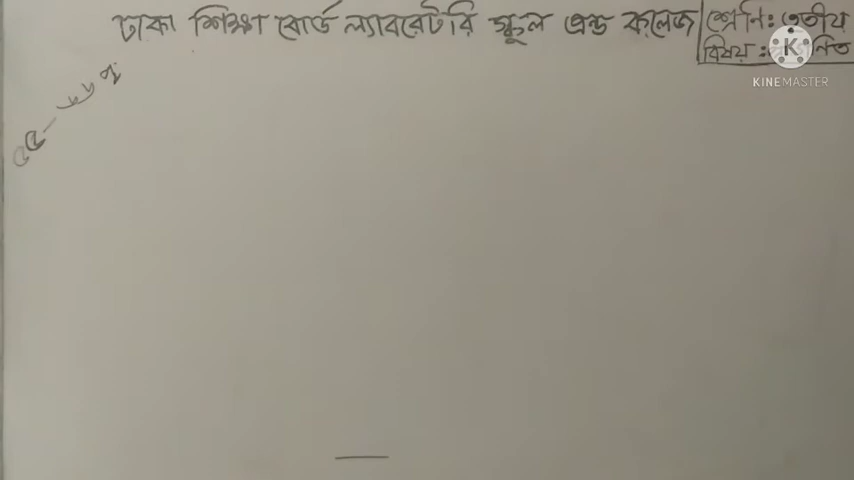 ঢাকা শিক্ষা বোর্ড ল্যাবরেটরি স্কুল এন্ড কলেজ
শ্রেণি: তৃতীয়
বিষয়:
KINEMASTER